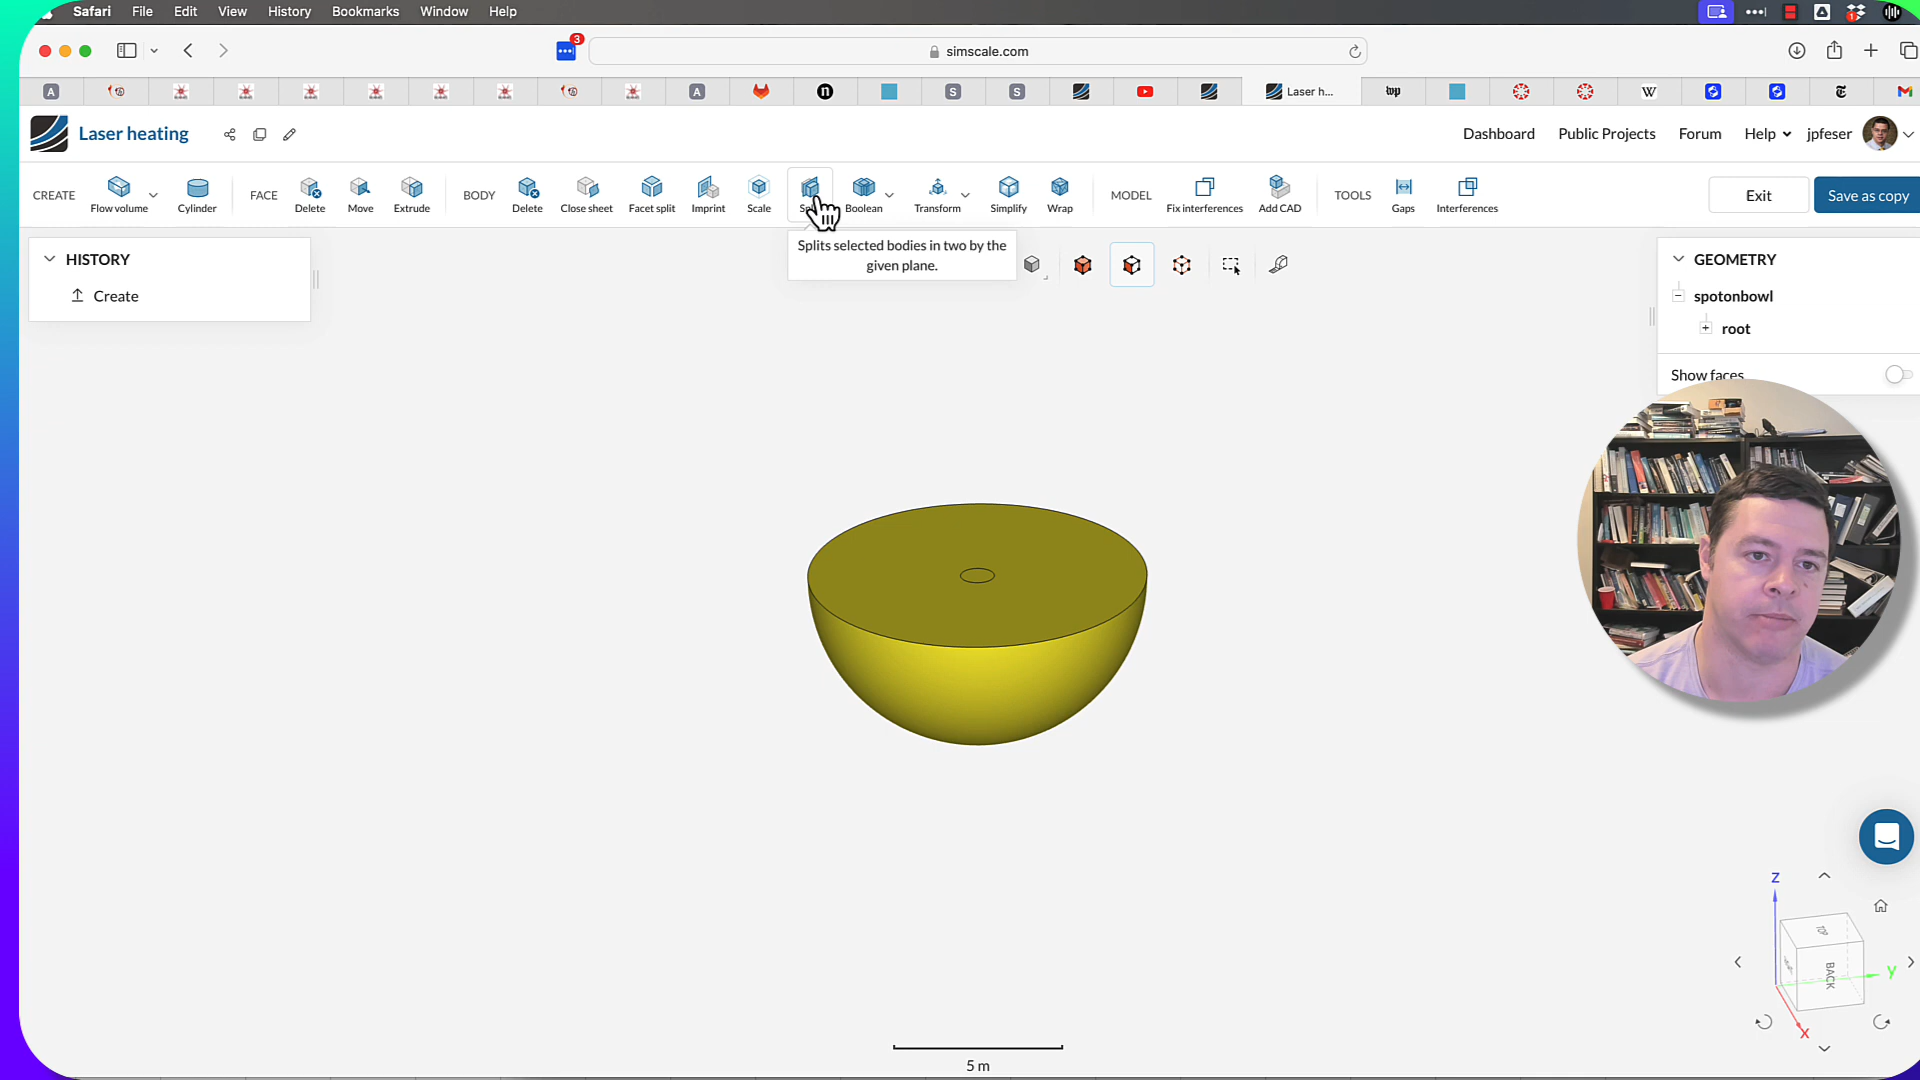 Safari File Edit View History Bookmarks Window Help
3
simscale.com
Laser h...
Laser heating
Dashboard Public Projects Forum Help jpfeser
CREATE Flow volume Cylinder FACE Delete Move Extrude BODY Delete Close sheet Facet split Imprint Scale Boolean Transform Simplify Wrap MODEL Fix interferences Add CAD TOOLS Gaps Interferences Exit Save as copy
Splits selected bodies in two by the
given plane.
HISTORY
Create
GEOMETRY
spotonbowl
root
Show faces
Z
TOP
BACK
y
X
5 m